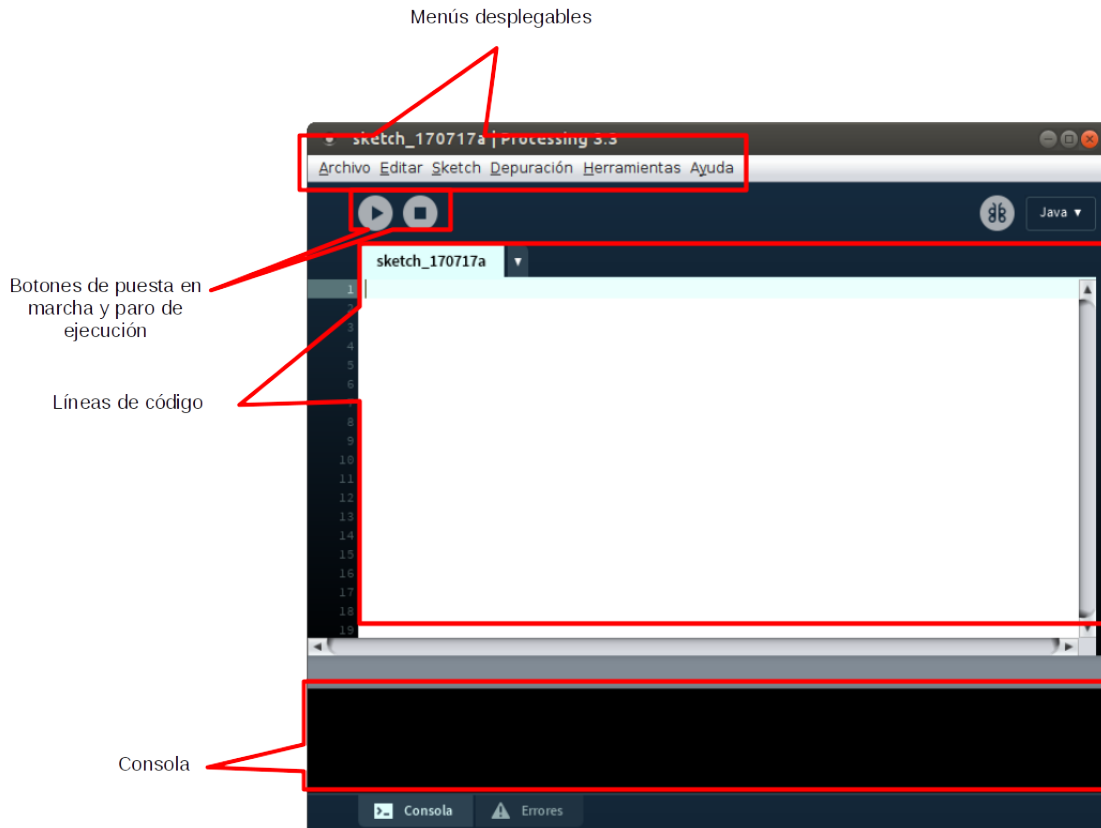 Menús desplegables
sketch_170717a | Processing 3.3
Archivo Editar Sketch Depuración Herramientas Ayuda
Java
sketch_170717a
Botones de puesta en
marcha y paro de
ejecución
Líneas de código
1
2
3
4
5
6
7
8
9
10
11
12
13
14
15
16
17
18
19
Consola
Consola
Errores